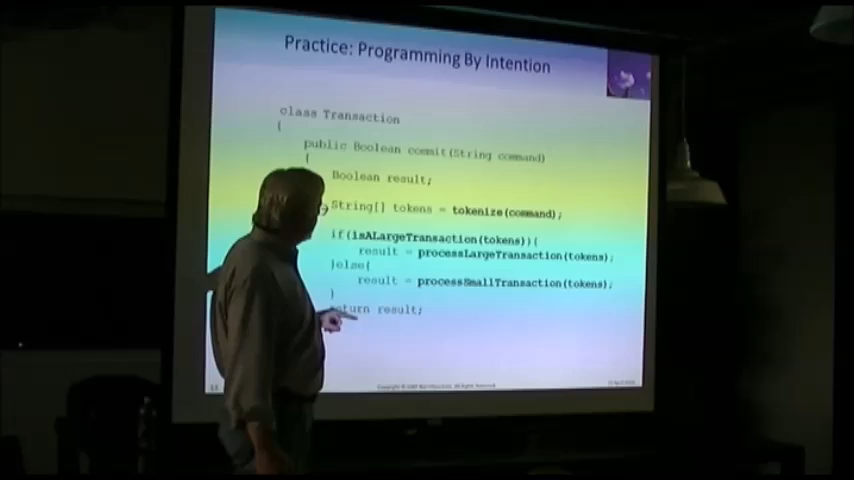 Practice: Programming By Intention
class Transaction
{
public Boolean commit(String command)
{
Boolean result;
String[] tokens = tokenize(command);
if(isALargeTransaction(tokens)){
result = processLargeTransaction(tokens);
}else{
result = processSmallTransaction(tokens);
}
return result;